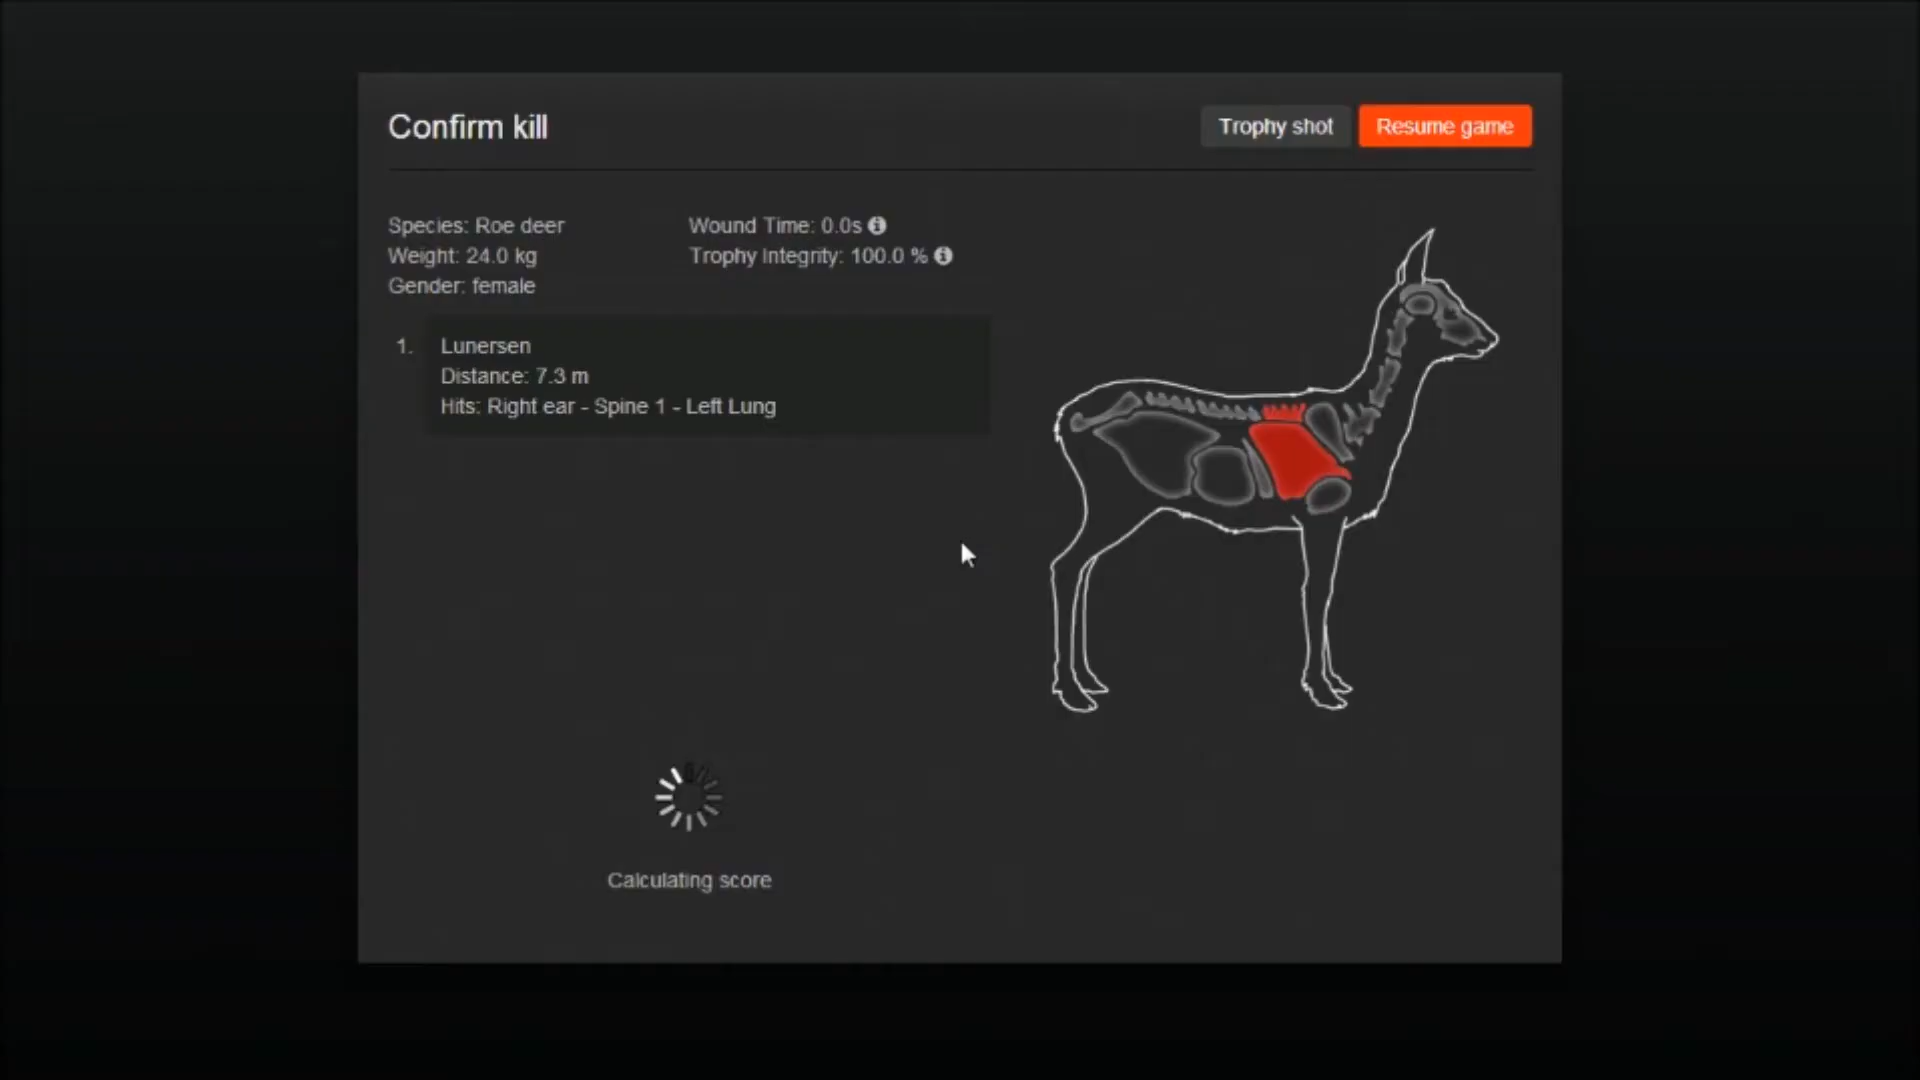 Confirm kill
Trophy shot
Resume game
Species: Roe deer
Weight: 24.0 kg
Gender: female
Wound Time: 0.0s
Trophy Integrity: 100.0 %
1.
Lunersen
Distance: 7.3 m
Hits: Right ear - Spine 1 - Left Lung
Calculating score